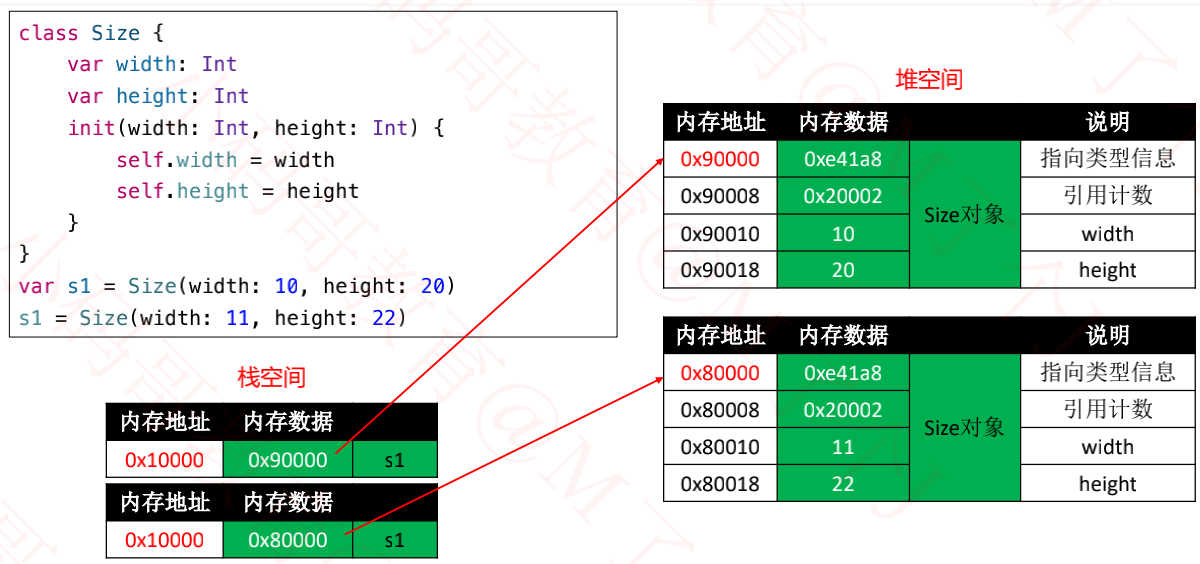 class Size {
    var width: Int
    var height: Int
    init(width: Int, height: Int) {
        self.width = width
        self.height = height
    }
}
var s1 = Size(width: 10, height: 20)
s1 = Size(width: 11, height: 22)
堆空间
内存地址 内存数据 说明
0x90000 0xe41a8 指向类型信息
0x90008 0x20002 引用计数
Size对象
0x90010 10 width
0x90018 20 height
内存地址 内存数据 说明
0x80000 0xe41a8 指向类型信息
0x80008 0x20002 引用计数
Size对象
0x80010 11 width
0x80018 22 height
栈空间
内存地址 内存数据
0x10000 0x90000 s1
内存地址 内存数据
0x10000 0x80000 s1